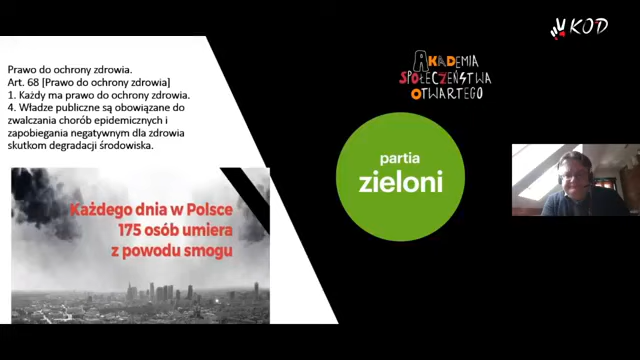 Prawo do ochrony zdrowia.
Art. 68 [Prawo do ochrony zdrowia]
1. Każdy ma prawo do ochrony zdrowia.
4. Władze publiczne są obowiązane do
zwalczania chorób epidemicznych i
zapobiegania negatywnym dla zdrowia
skutkom degradacji środowiska.
Każdego dnia w Polsce
175 osób umiera
z powodu smogu
AKADEMIA
SPOŁECZEŃSTWA
OTWARTEGO
partia
zieloni
KOD